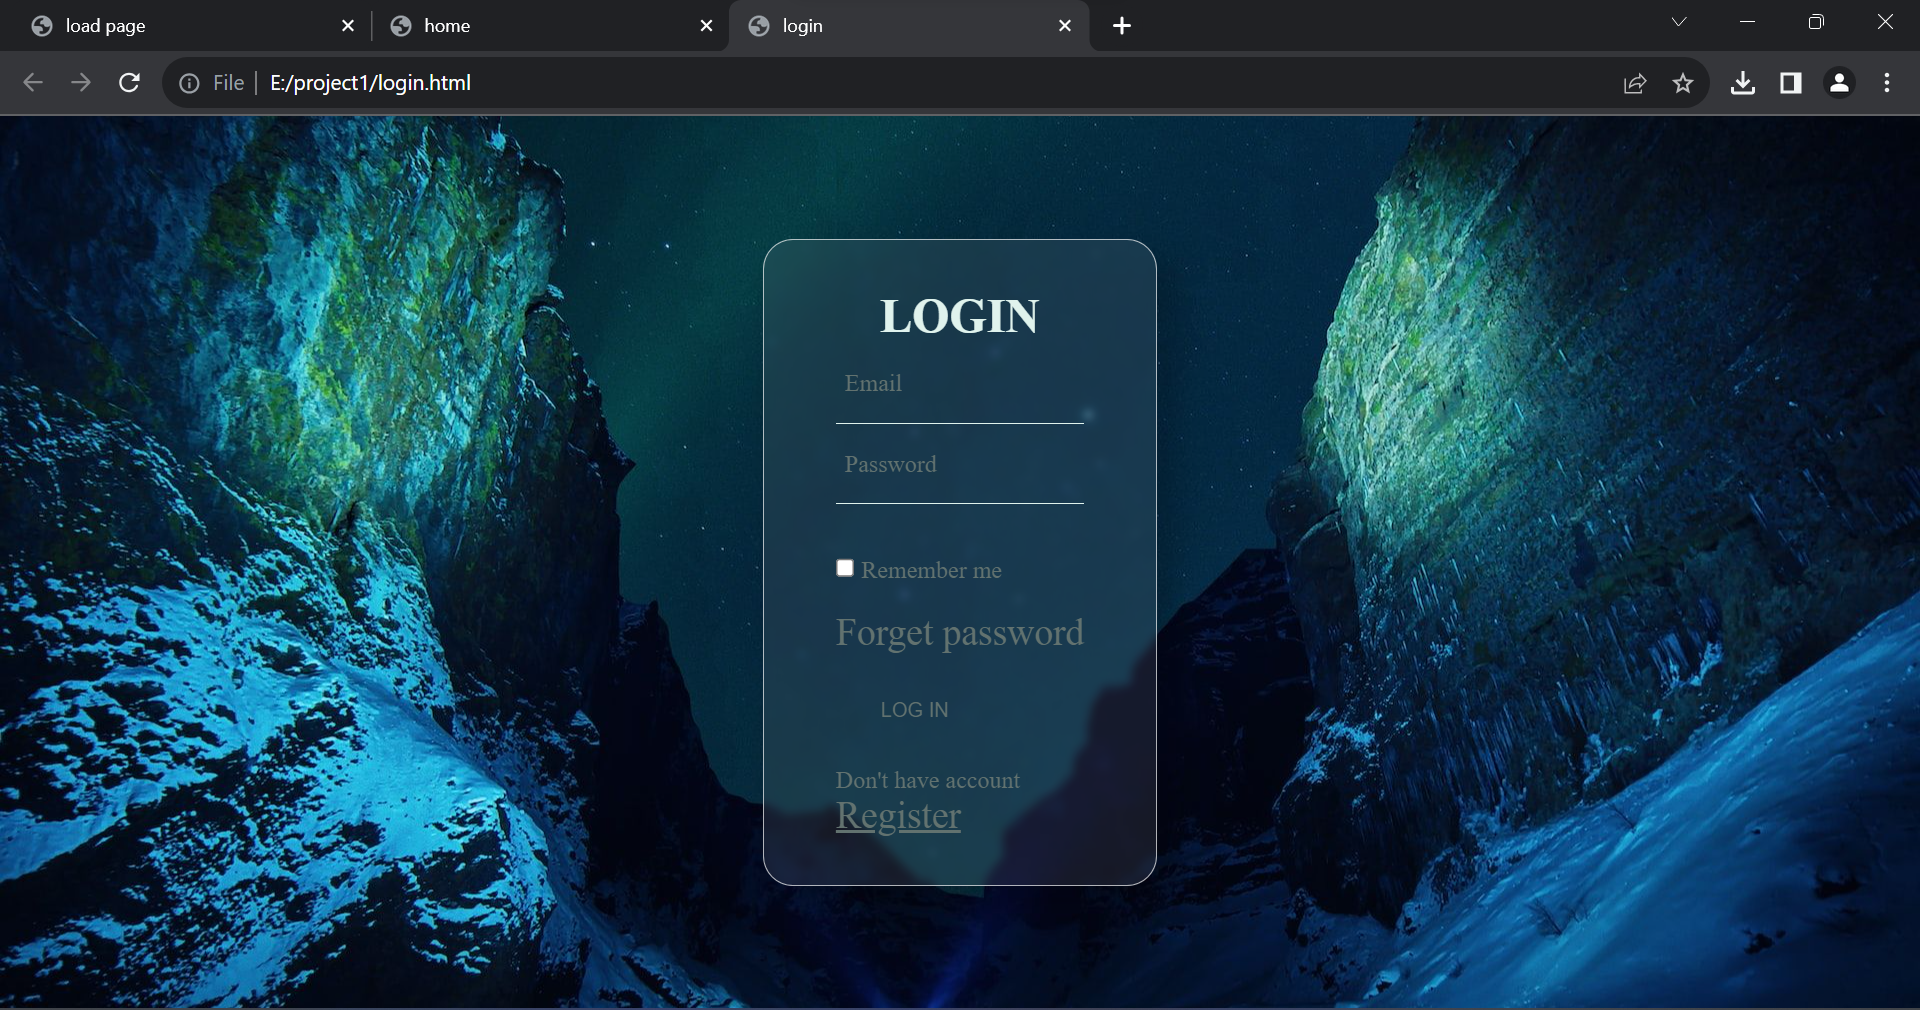 load page
home
login
File
E:/project1/login.html
LOGIN
Email
Password
Remember me
Forget password
LOG IN
Don't have account
Register